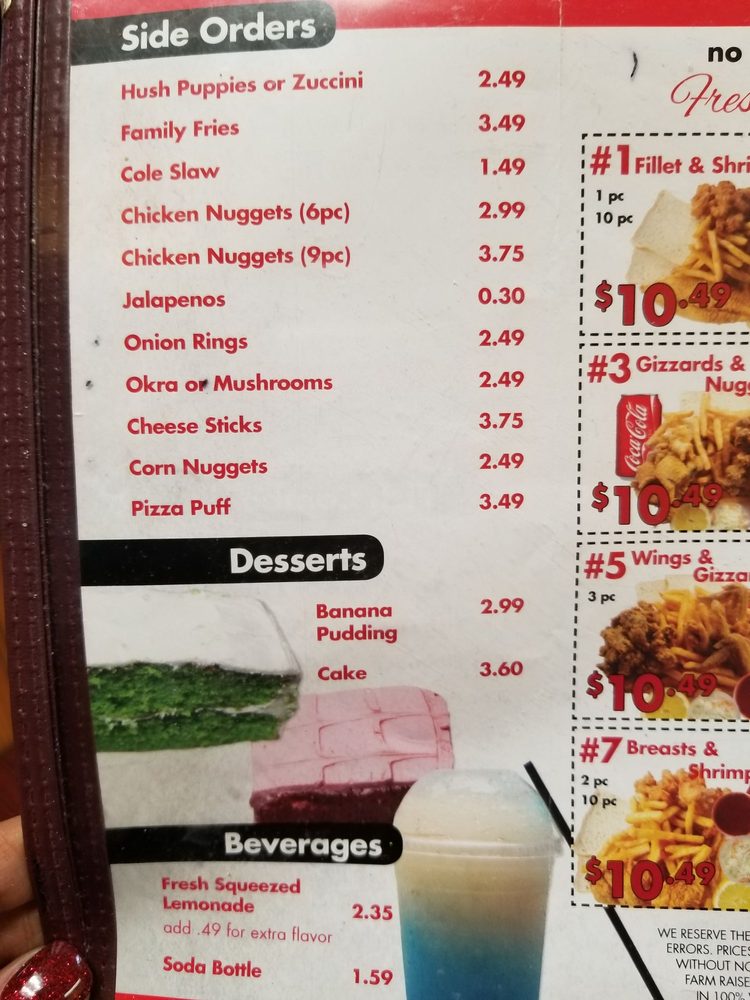 Side Orders
Hush Puppies or Zuccini 2.49
Family Fries 3.49
Cole Slaw 1.49
Chicken Nuggets (6pc) 2.99
Chicken Nuggets (9pc) 3.75
Jalapenos 0.30
Onion Rings 2.49
Okra or Mushrooms 2.49
Cheese Sticks 3.75
Corn Nuggets 2.49
Pizza Puff 3.49
Desserts
Banana 2.99
Pudding
Cake 3.60
Beverages
Fresh Squeezed
Lemonade 2.35
add .49 for extra flavor
Soda Bottle 1.59
no
#1 Fillet &
1 pc
10 pc
$10.49
#3 Gizzards &
Coca-Cola
$10.49
#5 Wings &
3 pc
$10.49
#7 Breasts &
Shrimp
2 pc
10 pc
$10.49
WE RESERVE THE
ERRORS. PRICES
WITHOUT
FARM
IN 100%